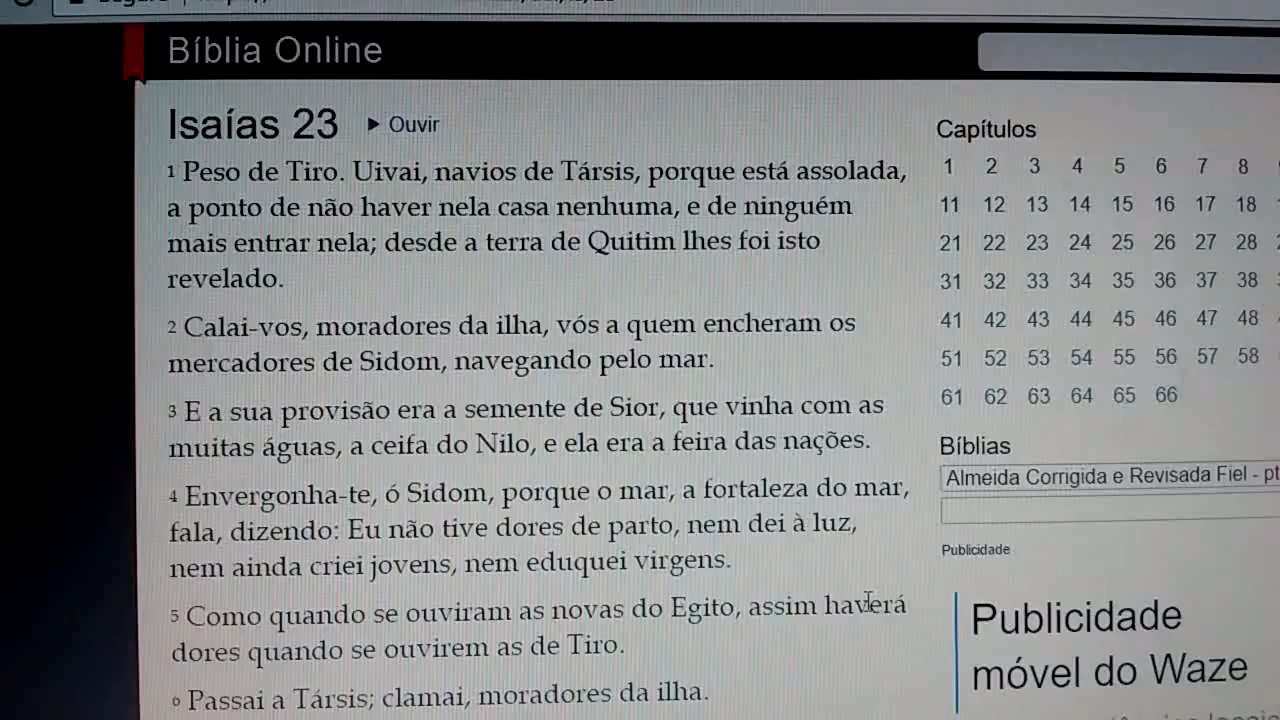 Bíblia Online
Isaías 23 ► Ouvir
1 Peso de Tiro. Uivai, navios de Társis, porque está assolada,
a ponto de não haver nela casa nenhuma, e de ninguém
mais entrar nela; desde a terra de Quitim lhes foi isto
revelado.
2 Calai-vos, moradores da ilha, vós a quem encheram os
mercadores de Sidom, navegando pelo mar.
3 E a sua provisão era a semente de Sior, que vinha com as
muitas águas, a ceifa do Nilo, e ela era a feira das nações.
4 Envergonha-te, ó Sidom, porque o mar, a fortaleza do mar,
fala, dizendo: Eu não tive dores de parto, nem dei à luz,
nem ainda criei jovens, nem eduquei virgens.
5 Como quando se ouviram as novas do Egito, assim haverá
dores quando se ouvirem as de Tiro.
6 Passai a Társis; clamai, moradores da ilha.
Capítulos
1 2 3 4 5 6 7 8
11 12 13 14 15 16 17 18
21 22 23 24 25 26 27 28
31 32 33 34 35 36 37 38
41 42 43 44 45 46 47 48
51 52 53 54 55 56 57 58
61 62 63 64 65 66
Bíblias
Almeida Corrigida e Revisada Fiel - pt
Publicidade
Publicidade
móvel do Waze